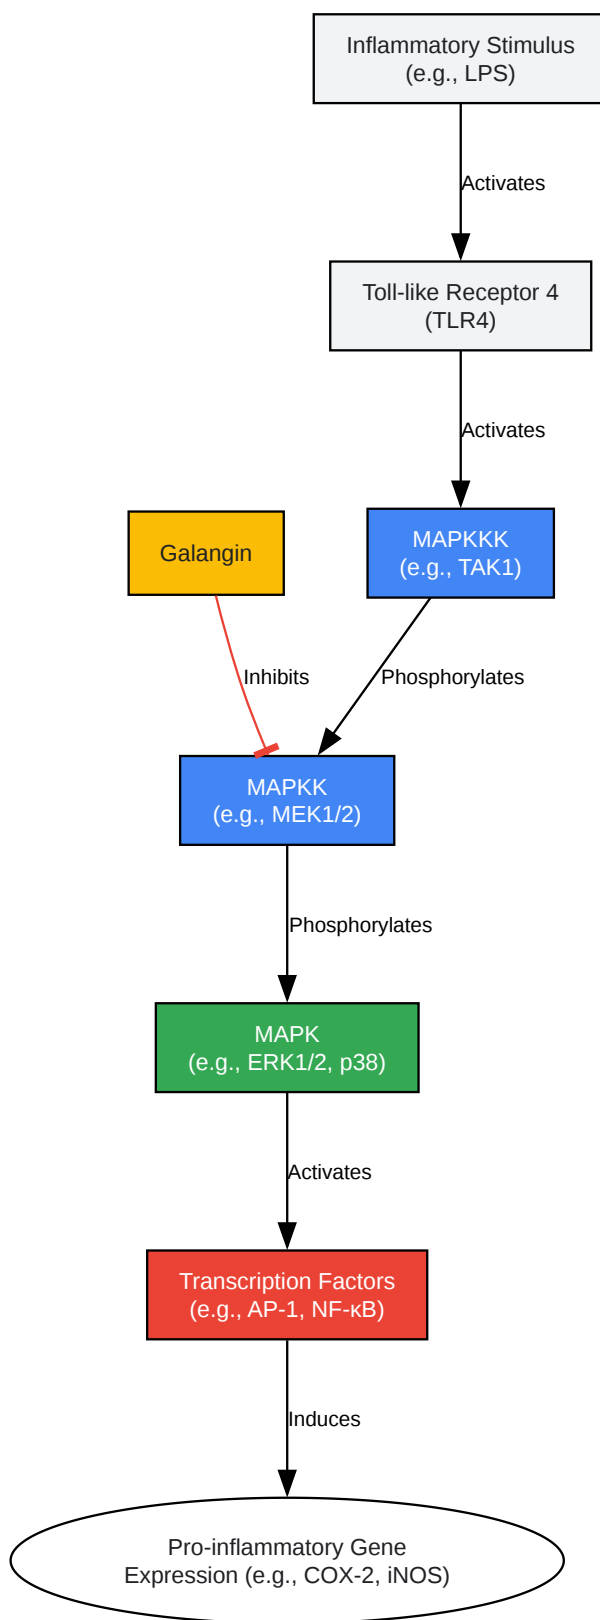 Inflammatory Stimulus
(e.g., LPS)
Activates
Toll-like Receptor 4
(TLR4)
Activates
Galangin
MAPKKK
(e.g., TAK1)
Inhibits
Phosphorylates
MAPKK
(e.g., MEK1/2)
Phosphorylates
MAPK
(e.g., ERK1/2, p38)
Activates
Transcription Factors
(e.g., AP-1, NF-κB)
Induces
Pro-inflammatory Gene
Expression (e.g., COX-2, iNOS)